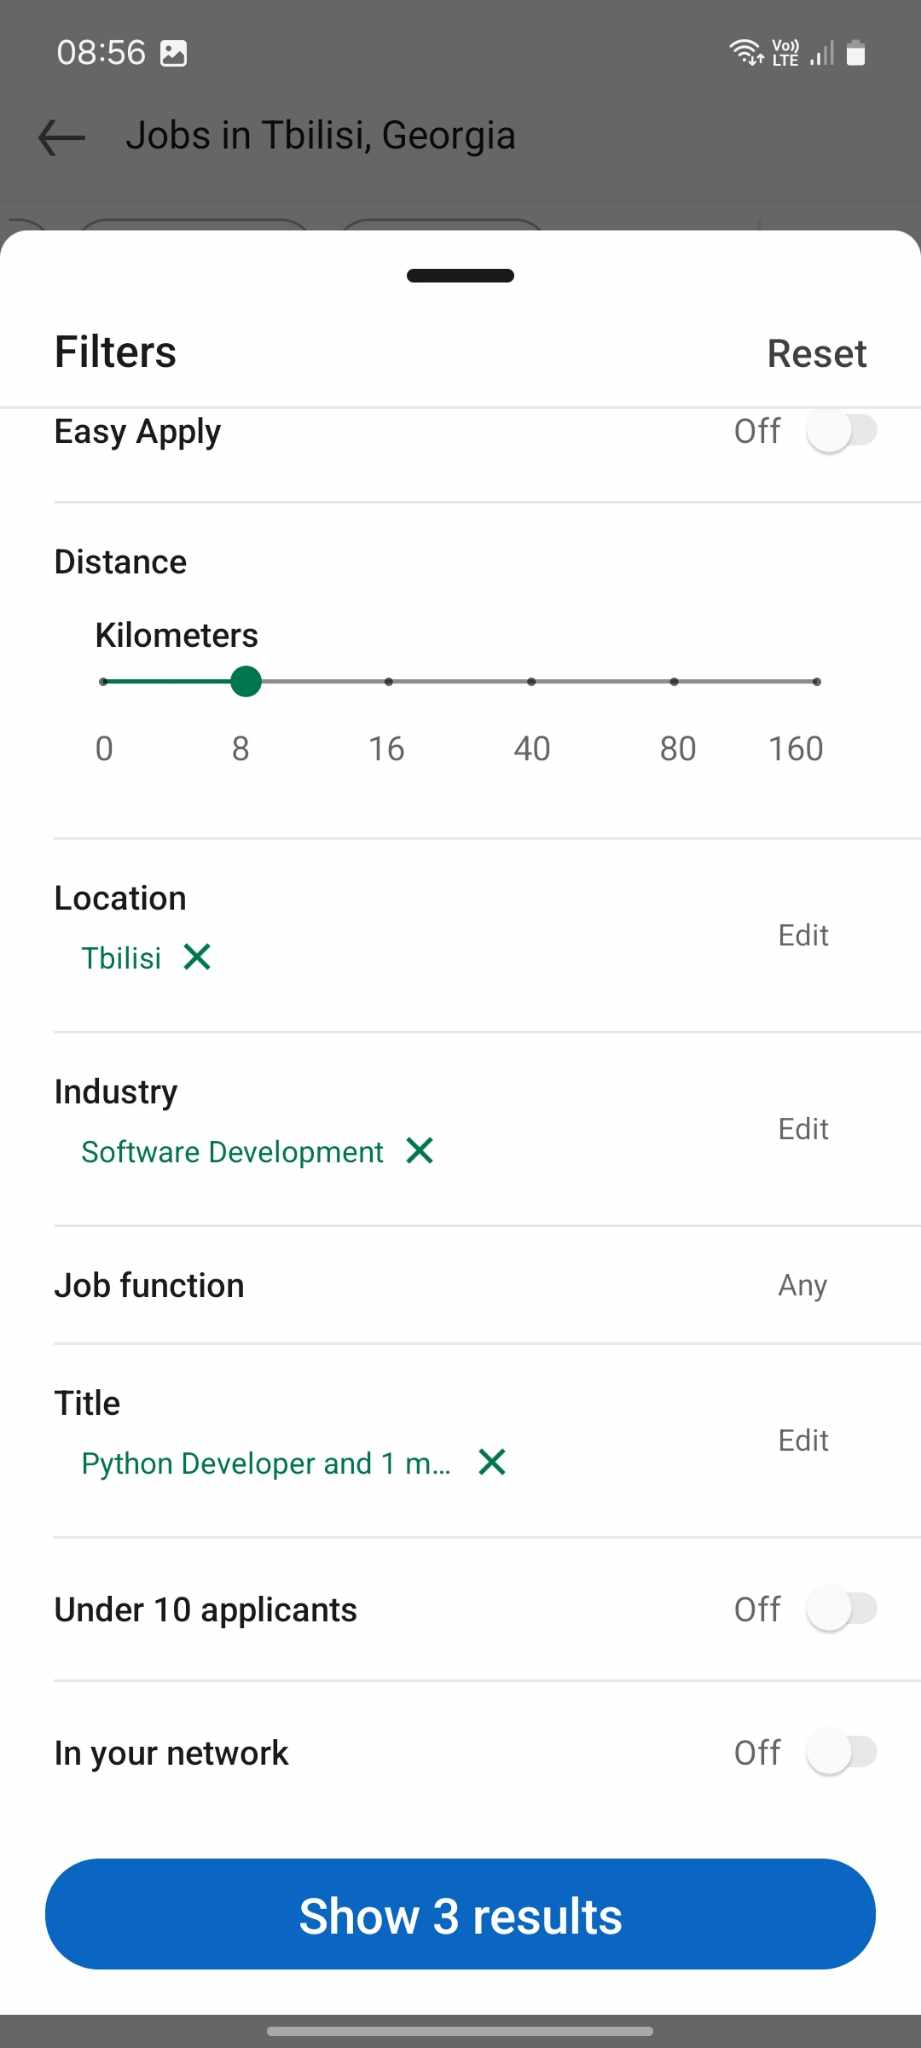 08:56 Vo)) LTE
Jobs in Tbilisi, Georgia
Filters Reset
Easy Apply Off
Distance
Kilometers
0 8 16 40 80 160
Location
Edit
Tbilisi
Industry
Edit
Software Development
Job function Any
Title
Edit
Python Developer and 1 m...
Under 10 applicants Off
In your network Off
Show 3 results